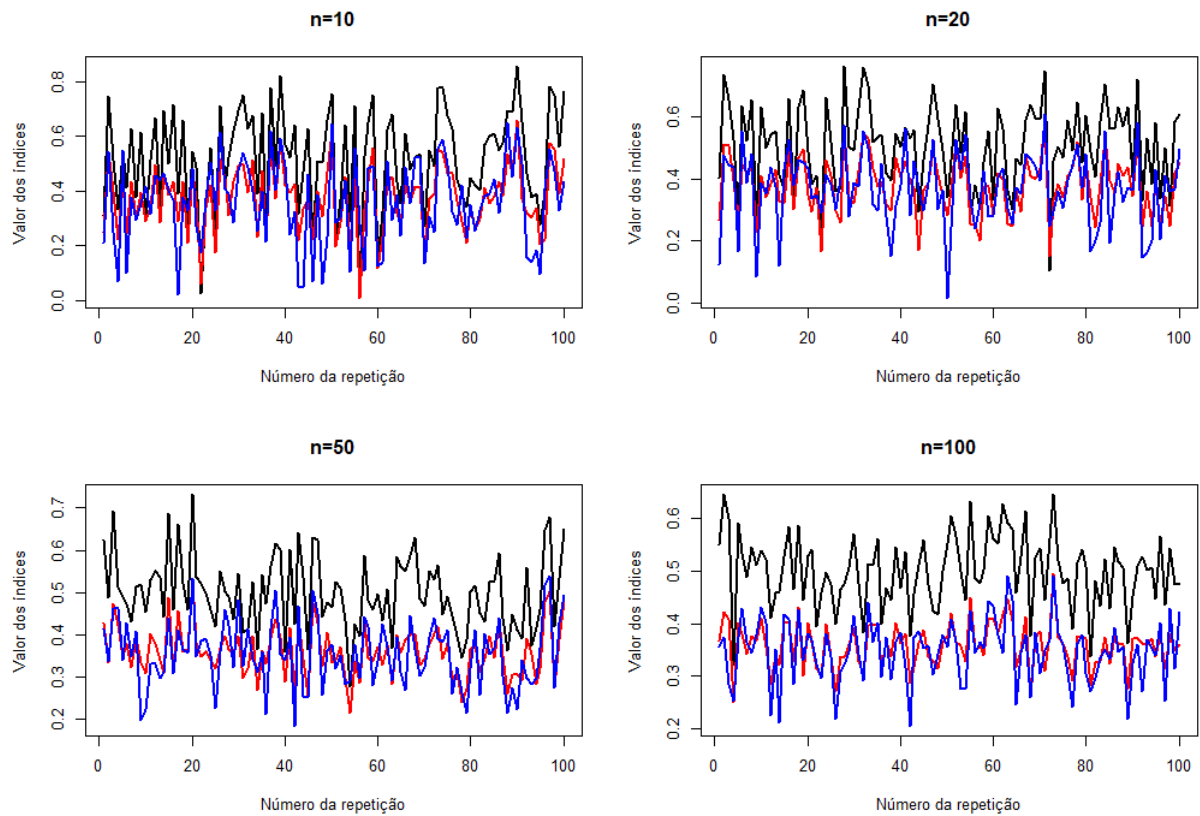 n=10
Valor dos índices
0.0 0.2 0.4 0.6 0.8
0 20 40 60 80 100
Número da repetição
n=20
Valor dos índices
0.0 0.2 0.4 0.6
0 20 40 60 80 100
Número da repetição
n=50
Valor dos índices
0.2 0.3 0.4 0.5 0.6 0.7
0 20 40 60 80 100
Número da repetição
n=100
Valor dos índices
0.2 0.3 0.4 0.5 0.6
0 20 40 60 80 100
Número da repetição